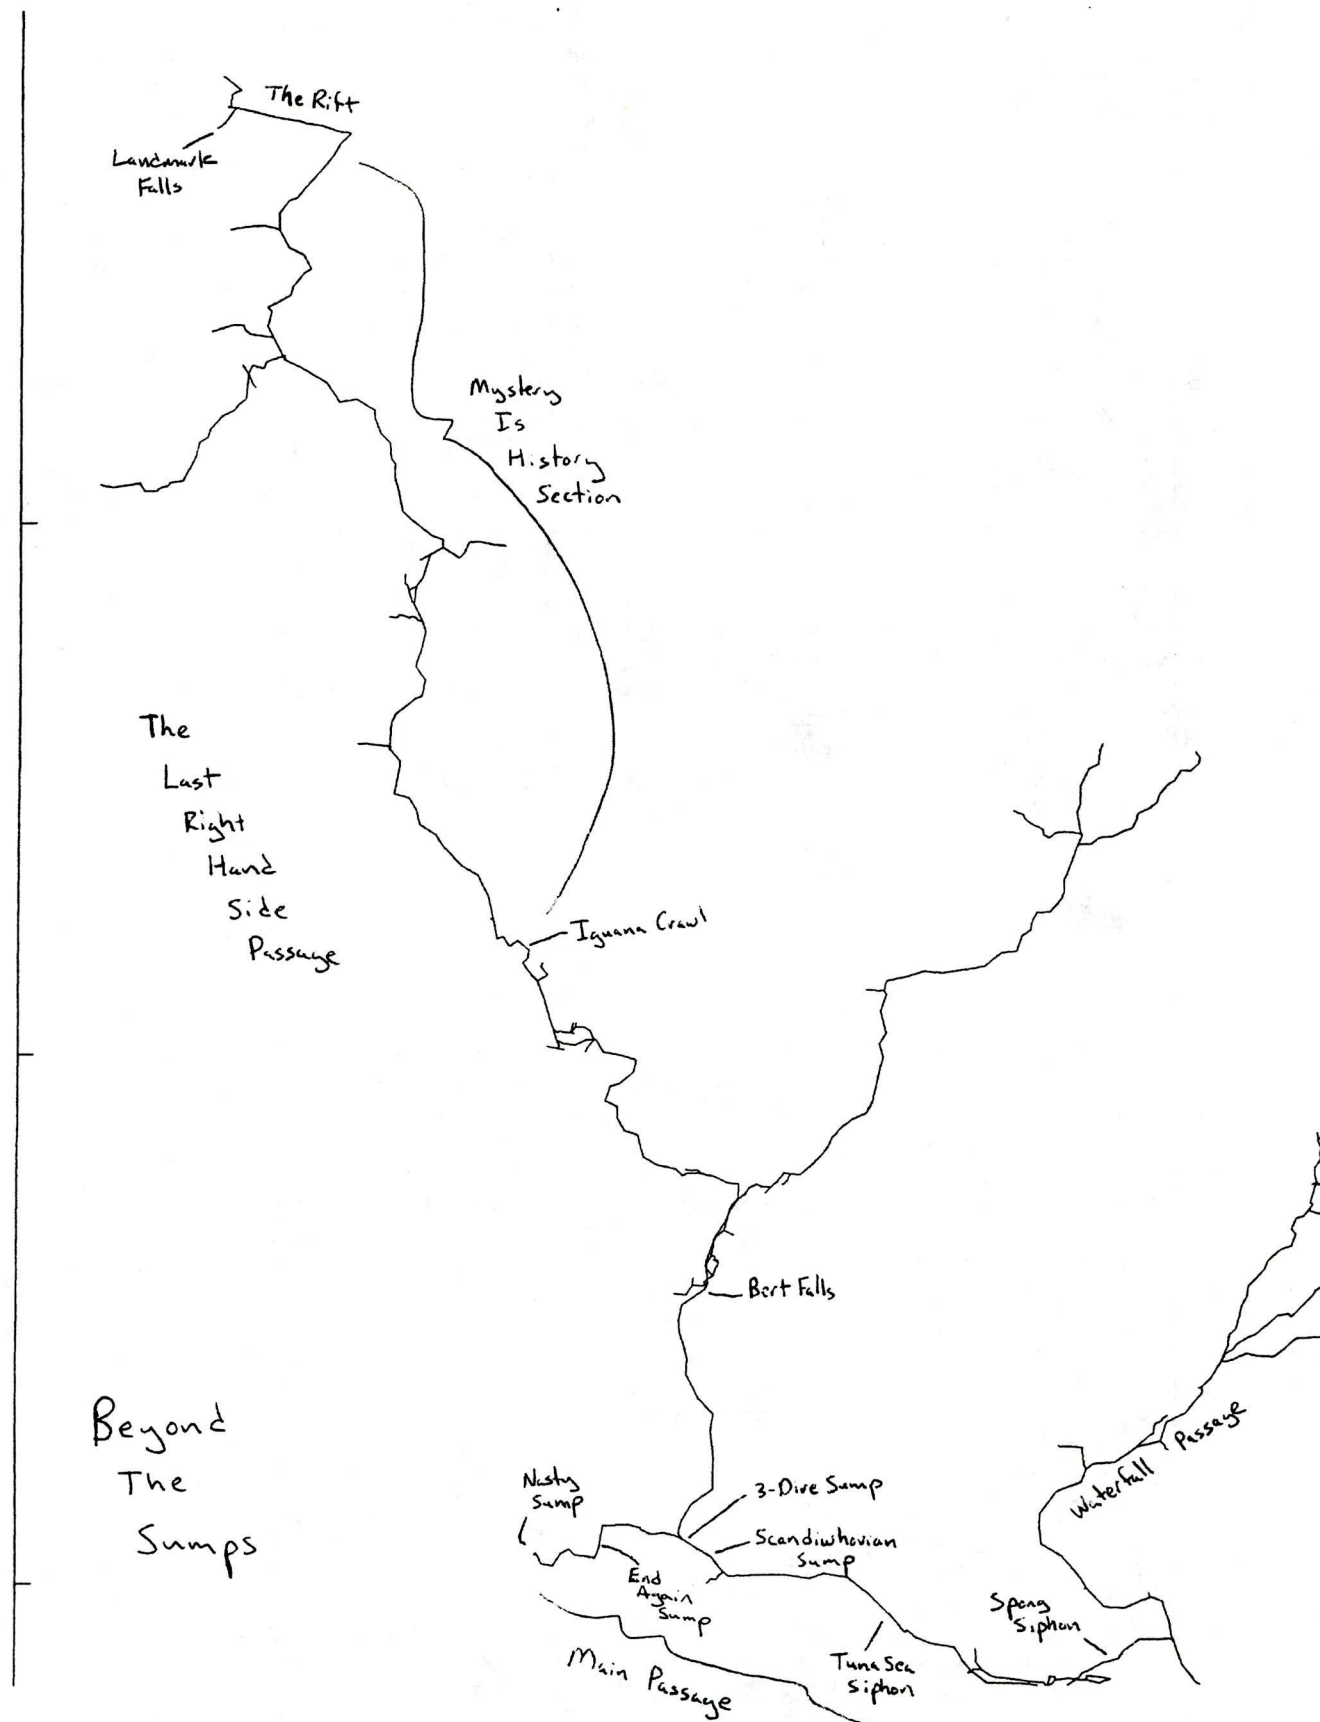 The Rift
Landmark
Falls
Mystery
Is
History
Section
The
Last
Right
Hand
Side
Passage
Iguana Crawl
Bert Falls
Beyond
The
Sumps
Passage
Waterfall
Nasty
Sump
3-Dive Sump
Scandiwhovian
Sump
End
Again
Sump
Spong
Siphon
Tuna Sea
Siphon
Main Passage